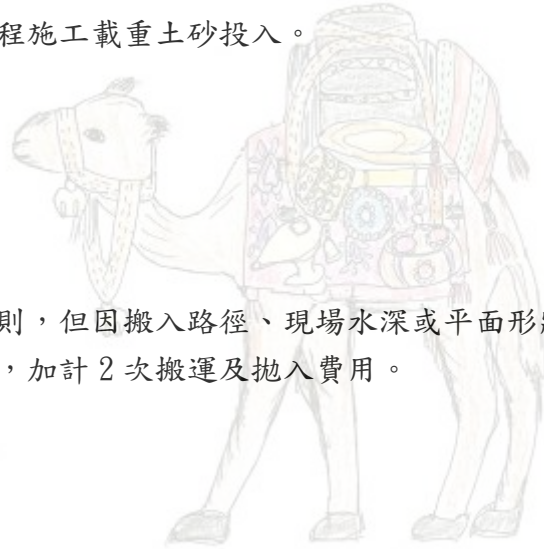 程施工載重土砂投入。
則，但因搬入路徑、現場水深或平面形
，加計 2 次搬運及拋入費用。